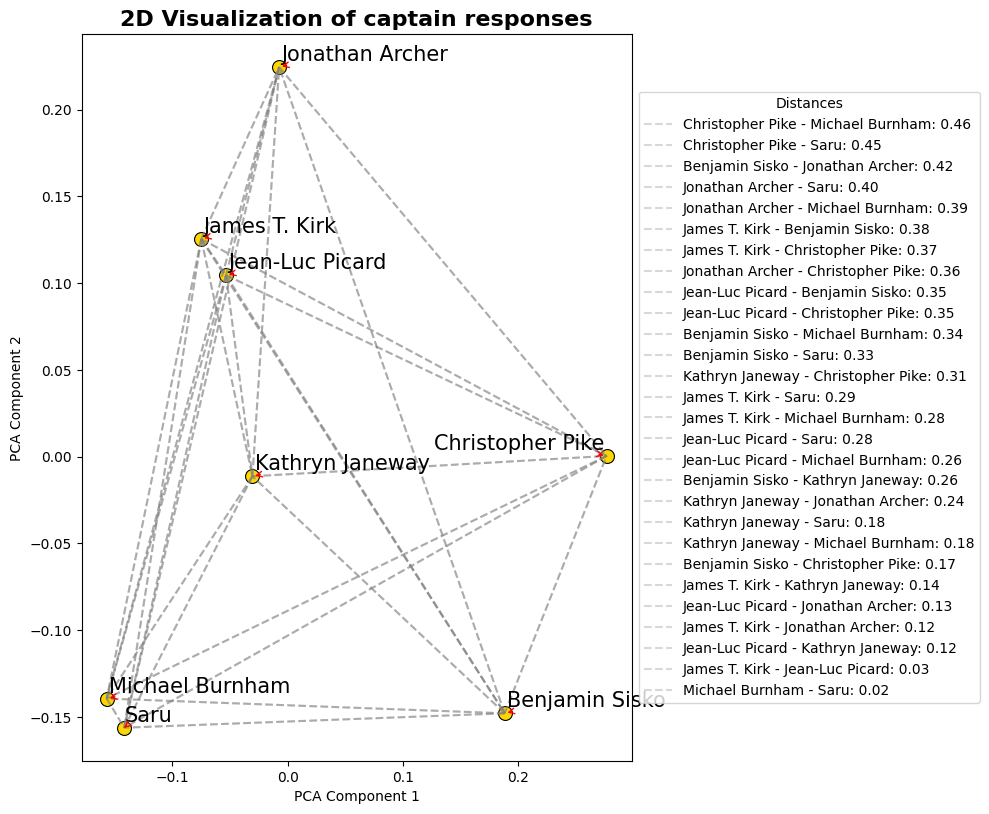 2D Visualization of captain responses
PCA Component 2
0.20
0.15
0.10
0.05
0.00
−0.05
−0.10
−0.15
Jonathan Archer
James T. Kirk
Jean-Luc Picard
Christopher Pike
Kathryn Janeway
Michael Burnham
Saru
Benjamin Sisko
−0.1
0.0
0.1
0.2
PCA Component 1
Distances
Christopher Pike - Michael Burnham: 0.46
Christopher Pike - Saru: 0.45
Benjamin Sisko - Jonathan Archer: 0.42
Jonathan Archer - Saru: 0.40
Jonathan Archer - Michael Burnham: 0.39
James T. Kirk - Benjamin Sisko: 0.38
James T. Kirk - Christopher Pike: 0.37
Jonathan Archer - Christopher Pike: 0.36
Jean-Luc Picard - Benjamin Sisko: 0.35
Jean-Luc Picard - Christopher Pike: 0.35
Benjamin Sisko - Michael Burnham: 0.34
Benjamin Sisko - Saru: 0.33
Kathryn Janeway - Christopher Pike: 0.31
James T. Kirk - Saru: 0.29
James T. Kirk - Michael Burnham: 0.28
Jean-Luc Picard - Saru: 0.28
Jean-Luc Picard - Michael Burnham: 0.26
Benjamin Sisko - Kathryn Janeway: 0.26
Kathryn Janeway - Jonathan Archer: 0.24
Kathryn Janeway - Saru: 0.18
Kathryn Janeway - Michael Burnham: 0.18
Benjamin Sisko - Christopher Pike: 0.17
James T. Kirk - Kathryn Janeway: 0.14
Jean-Luc Picard - Jonathan Archer: 0.13
James T. Kirk - Jonathan Archer: 0.12
Jean-Luc Picard - Kathryn Janeway: 0.12
James T. Kirk - Jean-Luc Picard: 0.03
Michael Burnham - Saru: 0.02